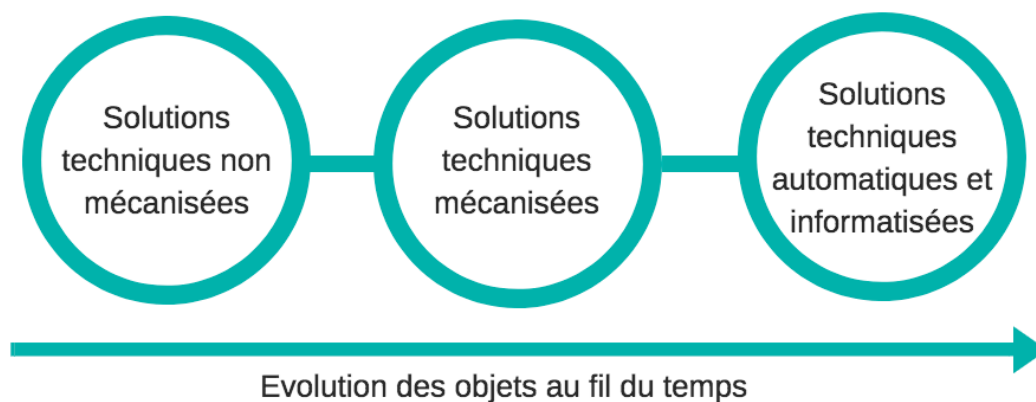 Solutions
techniques non
mécanisées
Solutions
techniques
mécanisées
Solutions
techniques
automatiques et
informatisées
Evolution des objets au fil du temps